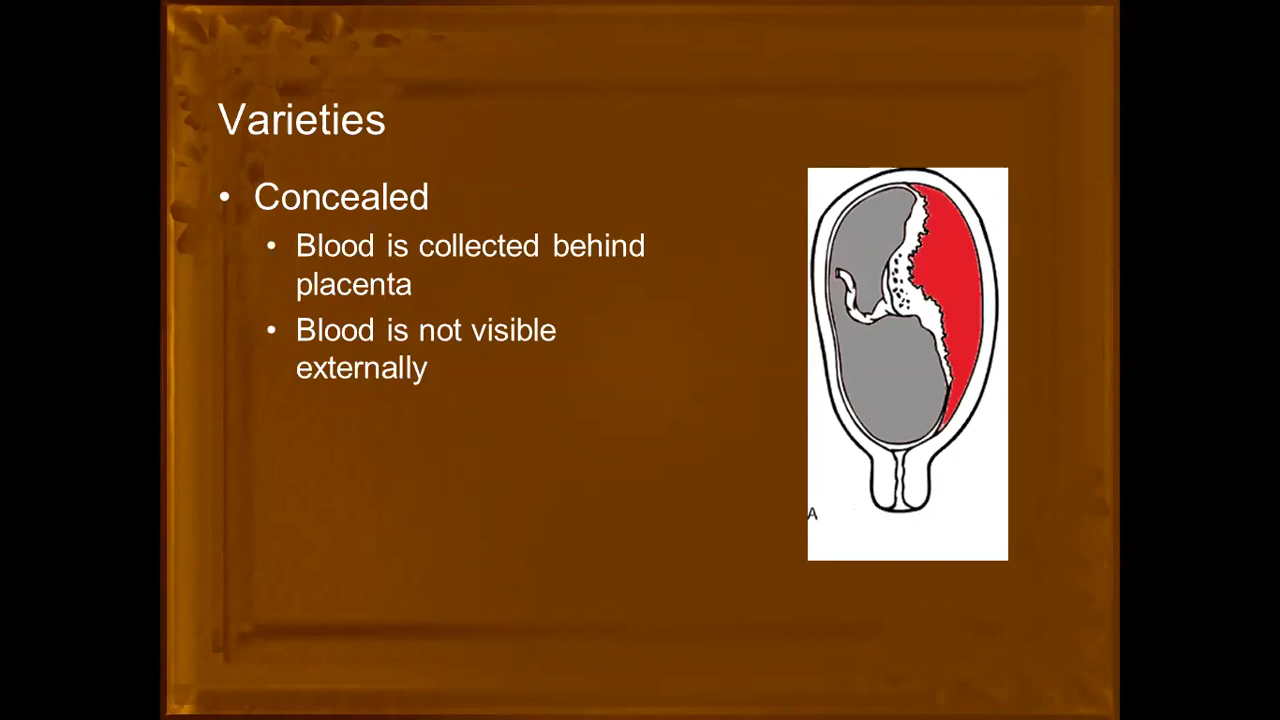 Varieties
• Concealed
• Blood is collected behind
placenta
• Blood is not visible
externally
A